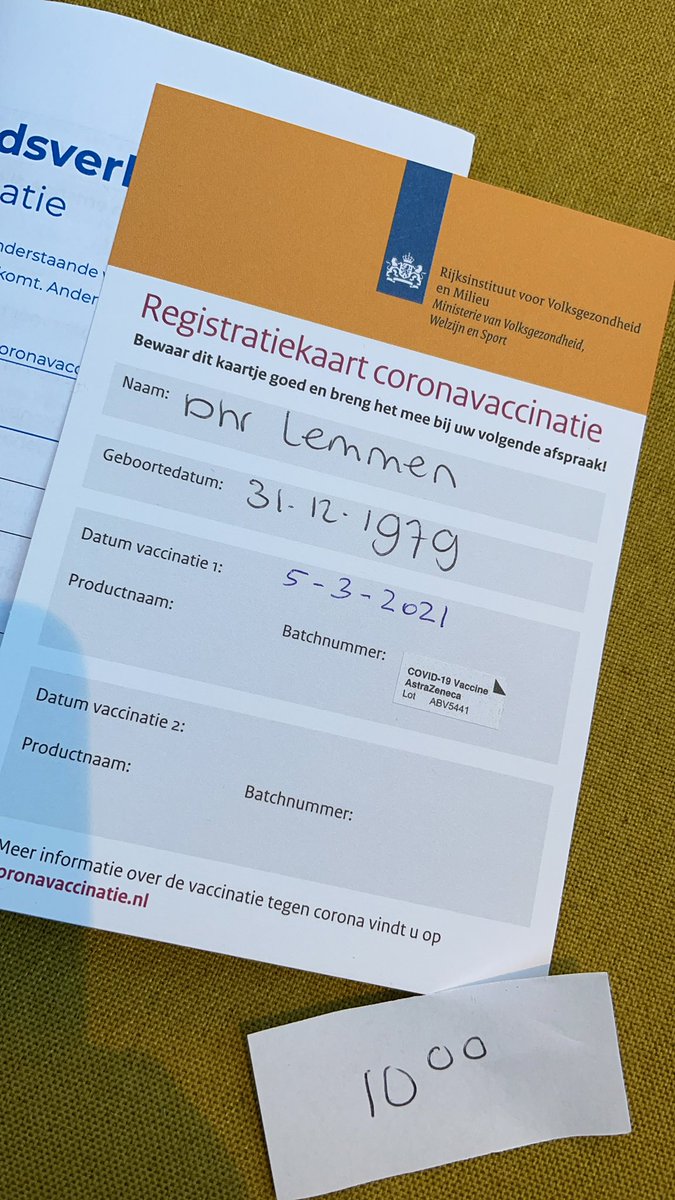 dsverl
atie
nderstaande
komt. Ander
oronavacc
Rijksinstituut voor Volksgezondheid
en Milieu
Ministerie van Volksgezondheid,
Welzijn en Sport
Registratiekaart coronavaccinatie
Bewaar dit kaartje goed en breng het mee bij uw volgende afspraak!
Naam: Dhr Lemmen
Geboortedatum: 31-12-1979
Datum vaccinatie 1: 5-3-2021
Productnaam:
Batchnummer:
COVID-19 Vaccine
AstraZeneca
Lot ABV5441
Datum vaccinatie 2:
Productnaam:
Batchnummer:
Meer informatie over de vaccinatie tegen corona vindt u op
oronavaccinatie.nl
10 00